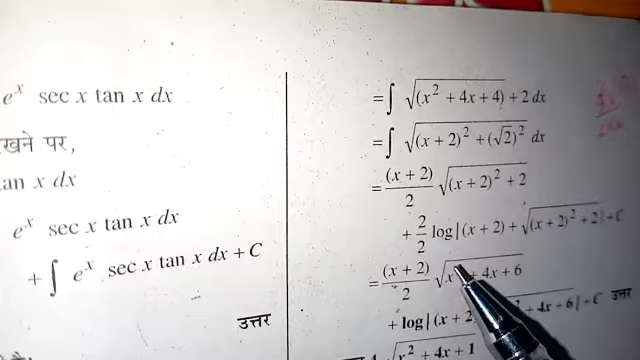 e^x sec x tan x dx
खने पर,
an x dx
e^x sec x tan x dx
+ ∫ e^x sec x tan x dx + C
उत्तर
= ∫ √(x² + 4x + 4) + 2 dx
= ∫ √(x + 2)² + (√2)² dx
= (x + 2)/2 √(x + 2)² + 2
+ 2/2 log|(x + 2) + √(x + 2)² + 2| + C
= (x + 2)/2 √x² + 4x + 6
+ log|(x + 2 + 4x + 6| + C उत्तर
√x² + 4x + 1